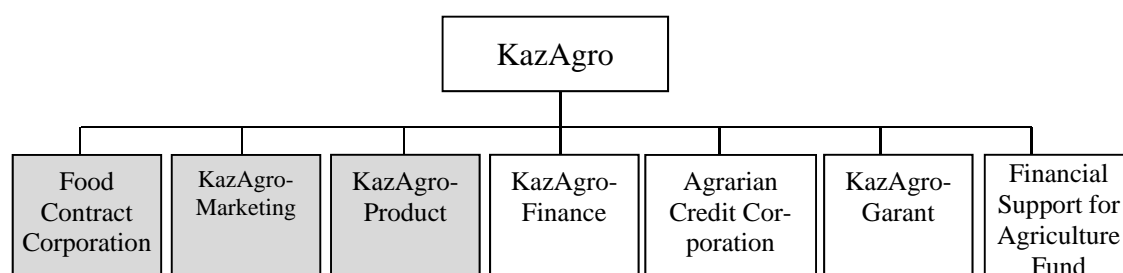 KazAgro
Food
Contract
Corporation
KazAgro-
Marketing
KazAgro-
Product
KazAgro-
Finance
Agrarian
Credit Cor-
poration
KazAgro-
Garant
Financial
Support for
Agriculture
Fund